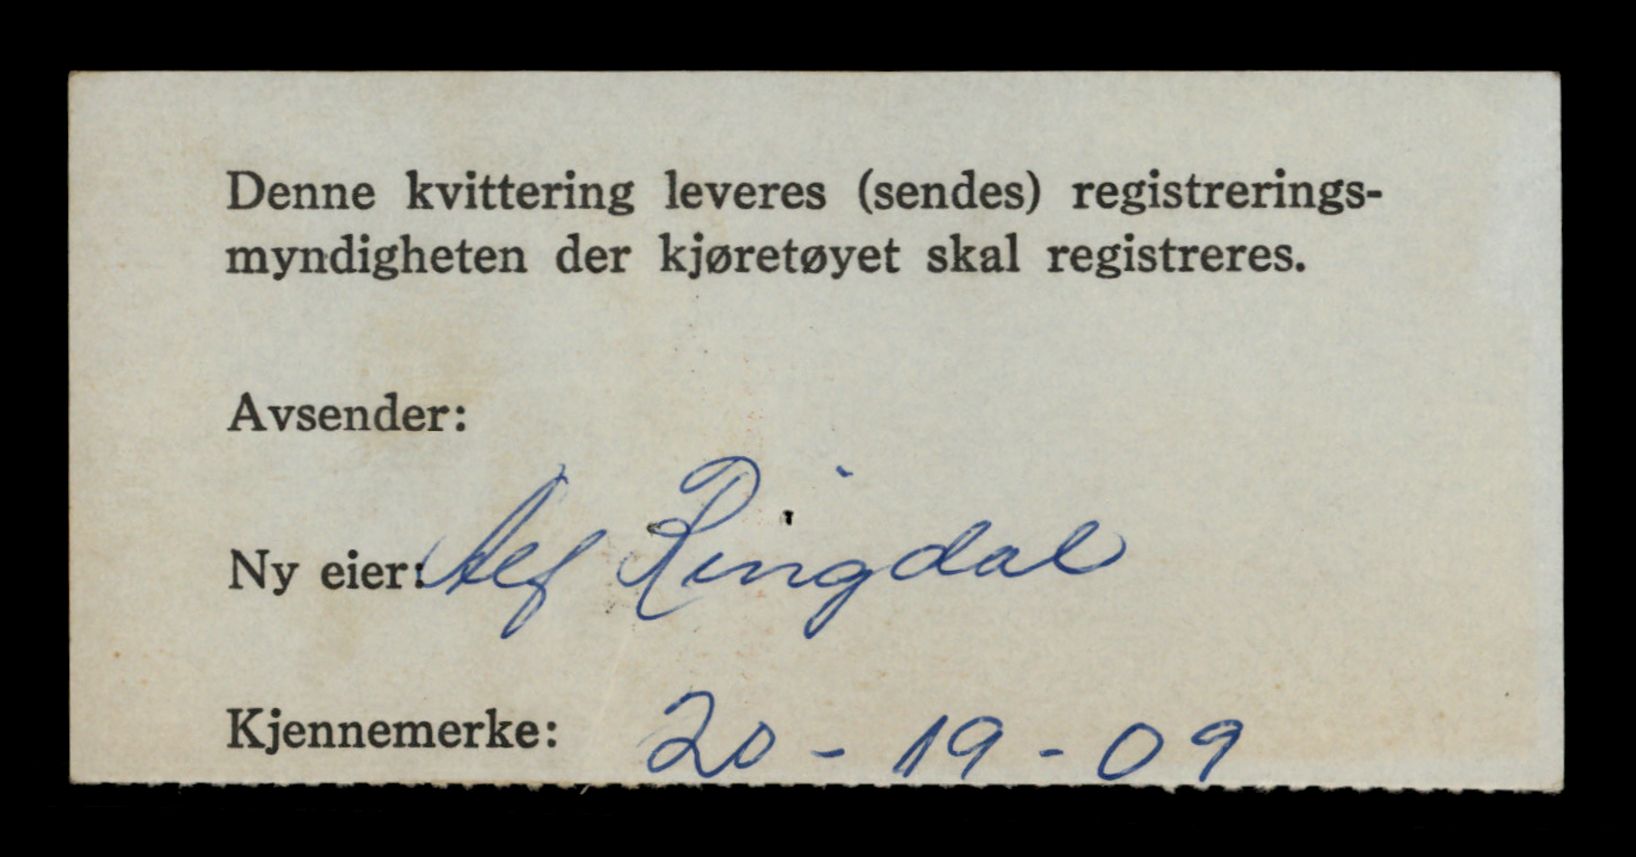 Denne kvittering leveres (sendes) registrerings-
myndigheten der kjøretøyet skal registreres.
Avsender:
Ny eier: Alf Ringdal
Kjennemerke: 20 - 19 - 09